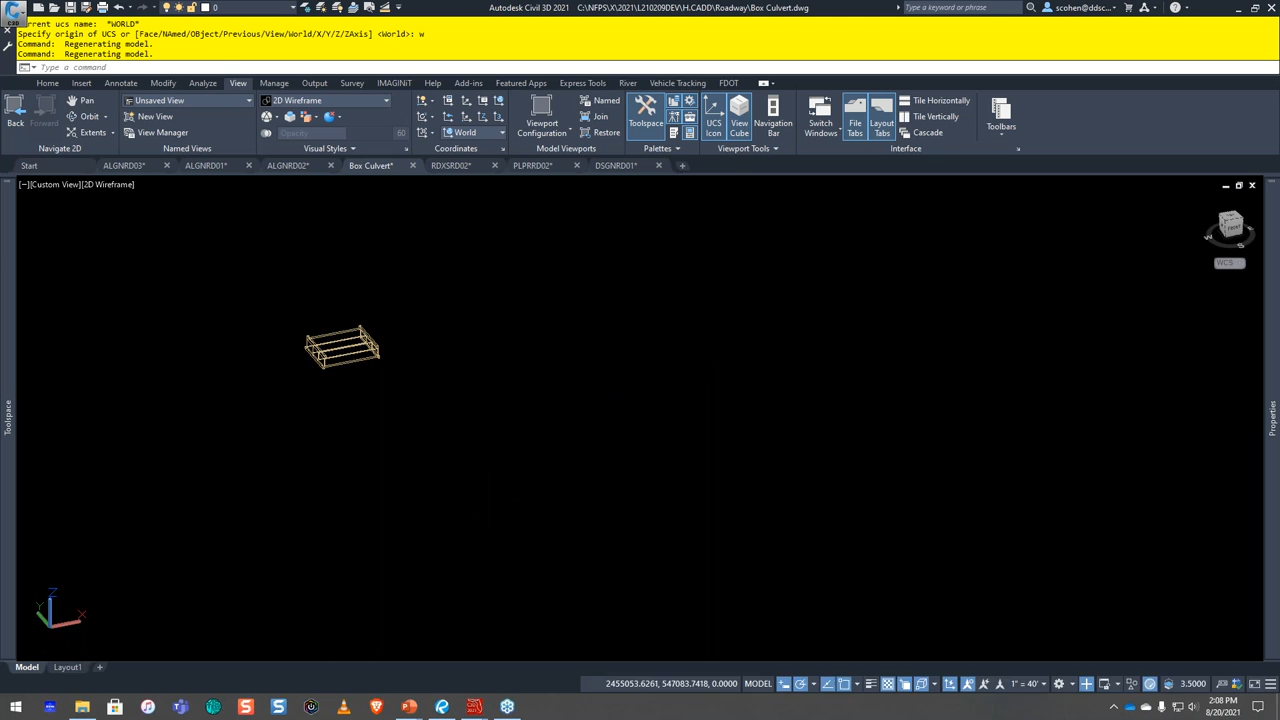 Autodesk Civil 3D 2021 C:\NFPS\X\2021\L210209DEV\H.CADD\Roadway\Box Culvert.dwg
Type a keyword or phrase
scohen@ddsc...
0
Current ucs name: "WORLD"
Specify origin of UCS or [Face/NAmed/OBject/Previous/View/World/X/Y/Z/ZAxis] <World>: w
Command: Regenerating model.
Command: Regenerating model.
Type a command
Home Insert Annotate Modify Analyze View Manage Output Survey IMAGINiT Help Add-ins Featured Apps Express Tools River Vehicle Tracking FDOT
Back Forward Pan Orbit Extents
Unsaved View New View View Manager
2D Wireframe Opacity 60
World
Viewport Configuration Named Join Restore
Toolspace
UCS Icon View Cube Navigation Bar
Switch Windows File Tabs Layout Tabs Tile Horizontally Tile Vertically Cascade
Toolbars
Navigate 2D Named Views Visual Styles Coordinates Model Viewports Palettes Viewport Tools Interface
Start ALGNRD03* ALGNRD01* ALGNRD02* Box Culvert* RDXSRD02* PLPRRD02* DSGNRD01*
[−][Custom View][2D Wireframe]
FRONT
W S
WCS
Toolspace
Properties
Z
Y X
Model Layout1
2455053.6261, 547083.7418, 0.0000 MODEL 1" = 40' 3.5000
2:08 PM
8/20/2021